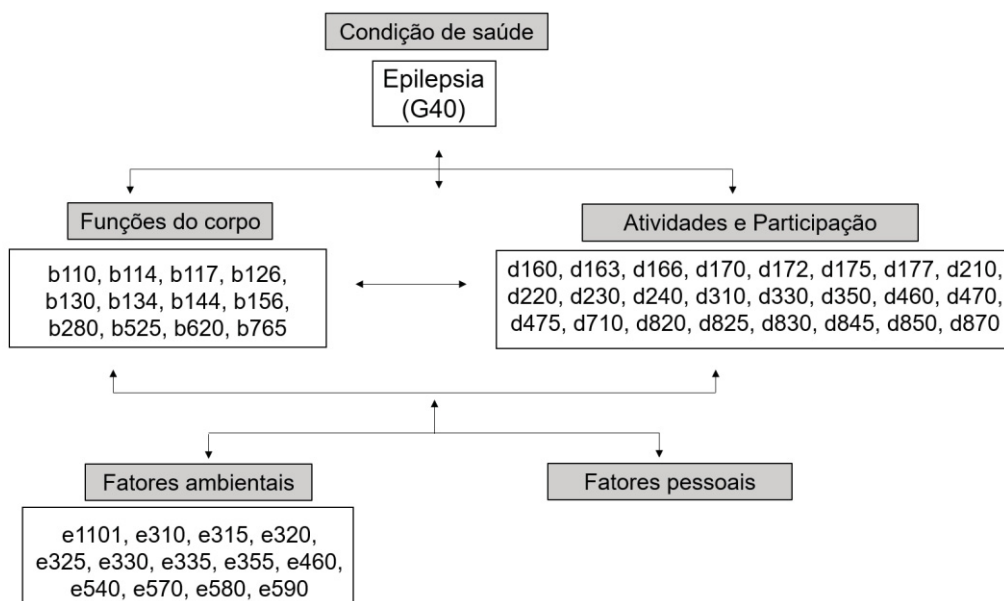 Condição de saúde
Epilepsia
(G40)
Funções do corpo
b110, b114, b117, b126,
b130, b134, b144, b156,
b280, b525, b620, b765
Atividades e Participação
d160, d163, d166, d170, d172, d175, d177, d210,
d220, d230, d240, d310, d330, d350, d460, d470,
d475, d710, d820, d825, d830, d845, d850, d870
Fatores ambientais
e1101, e310, e315, e320,
e325, e330, e335, e355, e460,
e540, e570, e580, e590
Fatores pessoais